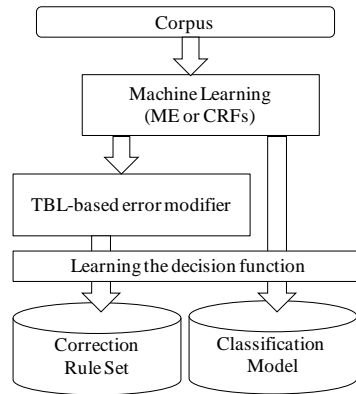 Corpus
Machine Learning
(ME or CRFs)
TBL-based error modifier
Learning the decision function
Correction
Rule Set
Classification
Model